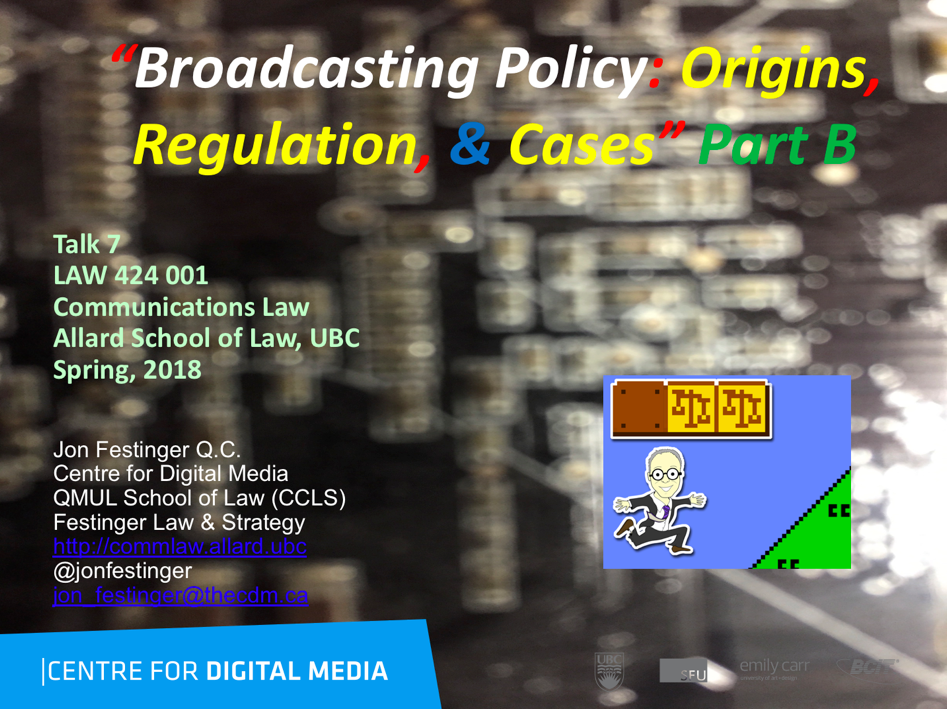 “Broadcasting Policy: Origins,
Regulation, & Cases” Part B
Talk 7
LAW 424 001
Communications Law
Allard School of Law, UBC
Spring, 2018
Jon Festinger Q.C.
Centre for Digital Media
QMUL School of Law (CCLS)
Festinger Law & Strategy
http://commlaw.allard.ubc
@jonfestinger
jon_festinger@thecdm.ca
|CENTRE FOR DIGITAL MEDIA
UBC
SFU
emily carr
university of art + design
BCIT